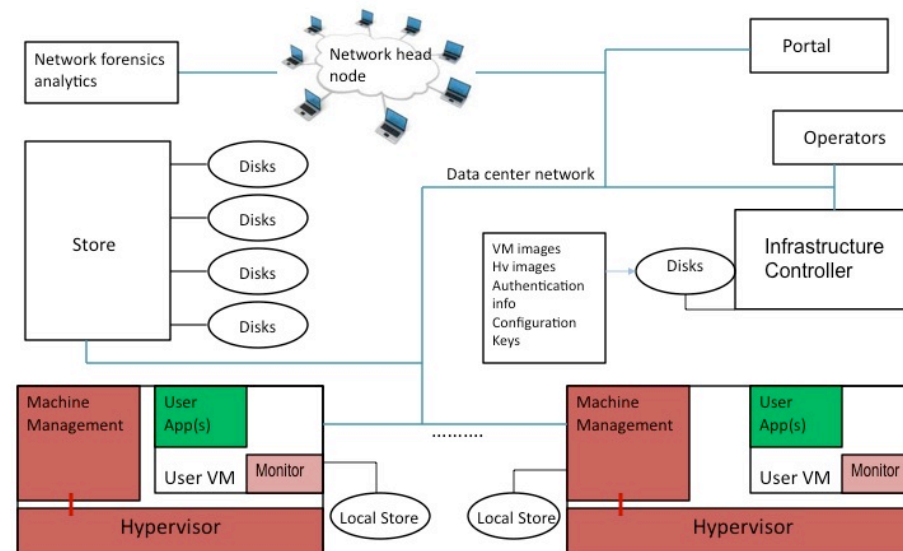 Network forensics
analytics
Network head
node
Portal
Operators
Disks
Disks
Disks
Disks
Store
Data center network
VM images
Hv images
Authentication
info
Configuration
Keys
Disks
Infrastructure
Controller
Machine
Management
User
App(s)
User VM
Monitor
Hypervisor
Local Store
..........
Local Store
Machine
Management
User
App(s)
User VM
Monitor
Hypervisor